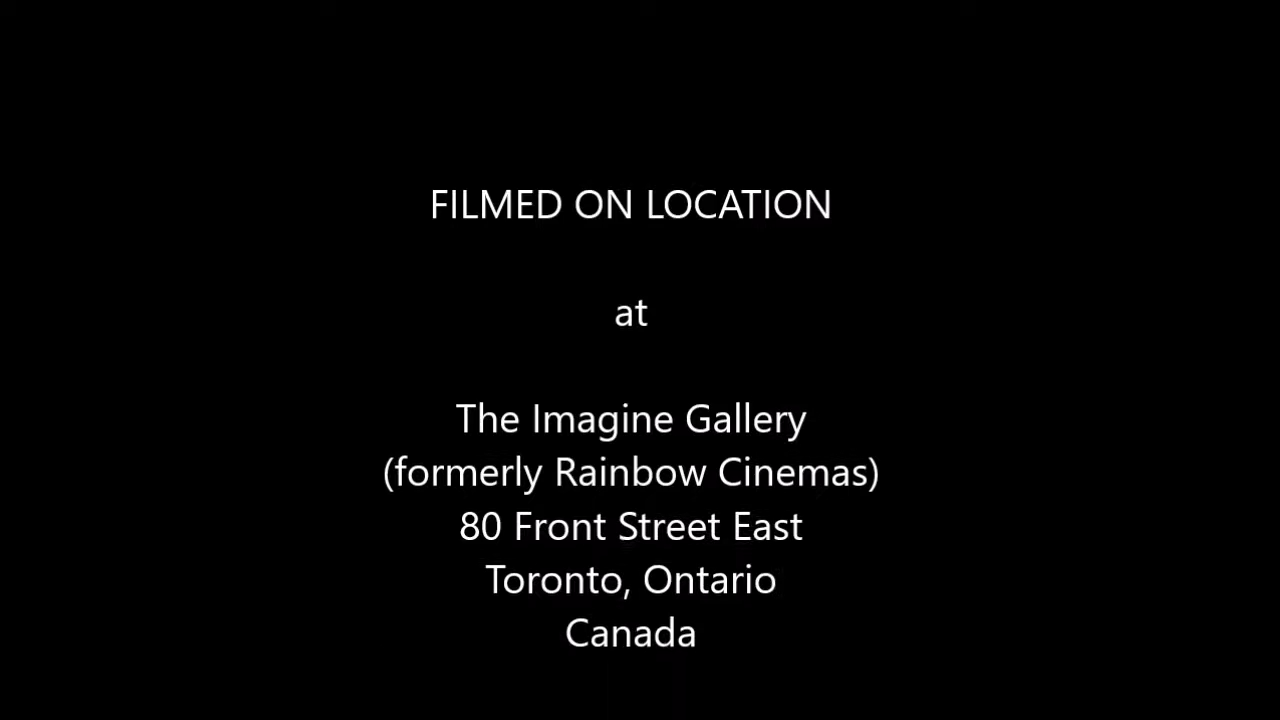 FILMED ON LOCATION
at
The Imagine Gallery
(formerly Rainbow Cinemas)
80 Front Street East
Toronto, Ontario
Canada